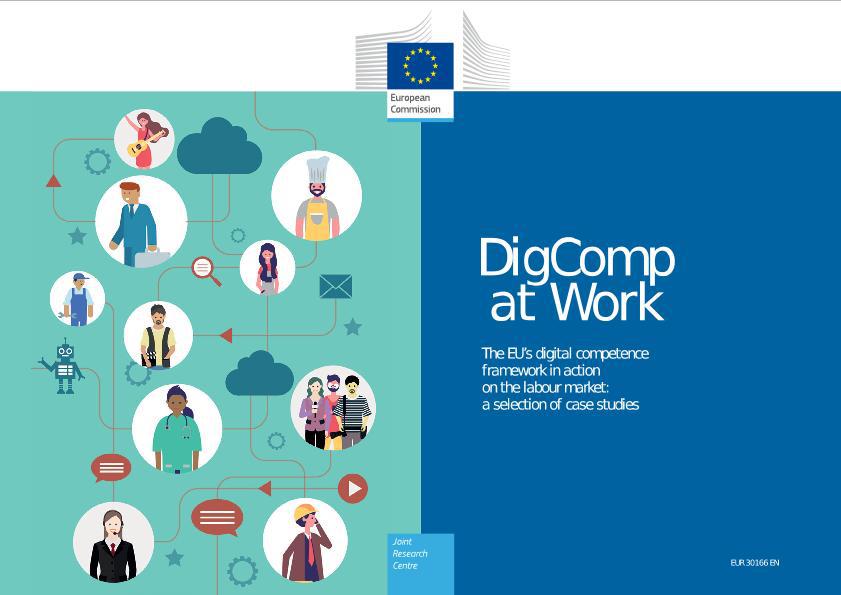 European
Commission
DigComp
at Work
The EU's digital competence
framework in action
on the labour market:
a selection of case studies
Joint
Research
Centre
EUR 30166 EN